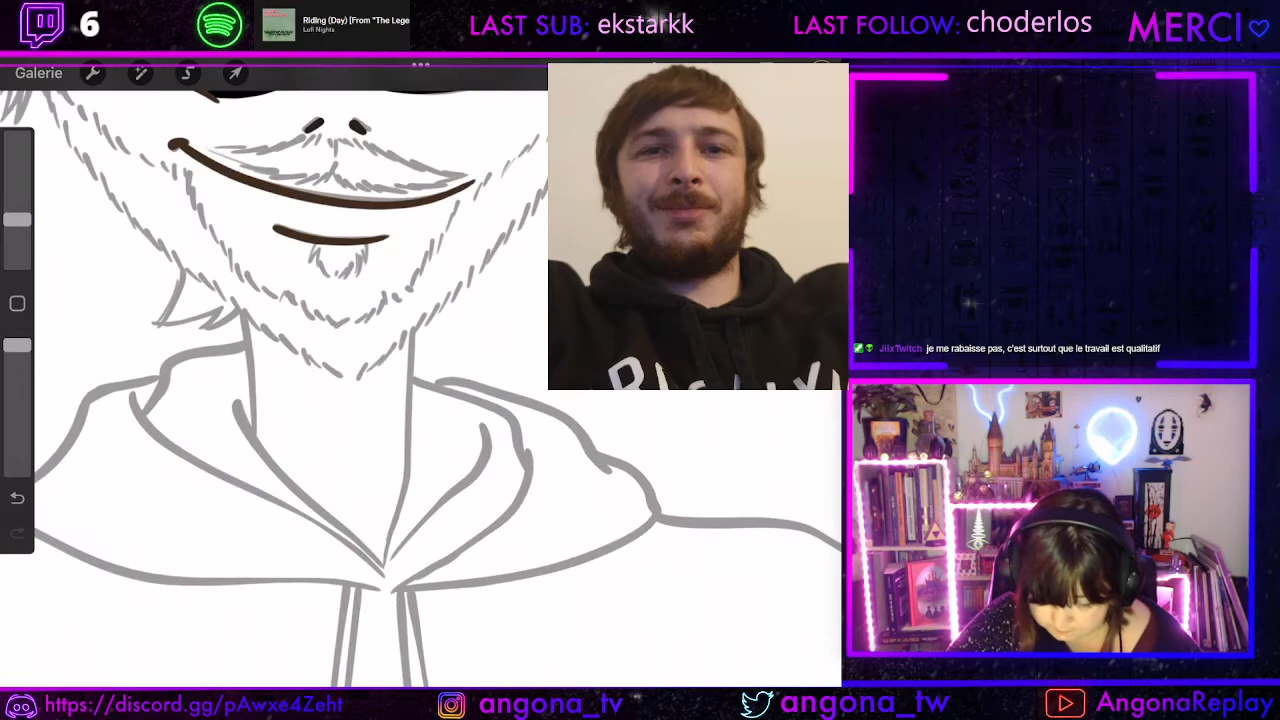 6
Riding (Day) [From "The Lege
Lofi Nights
LAST SUB: ekstarkk
LAST FOLLOW: choderlos
MERCI
Galerie
JiixTwitch je me rabaisse pas, c'est surtout que le travail est qualitatif
https://discord.gg/pAwxe4Zeht
angona_tv
angona_tw
AngonaReplay